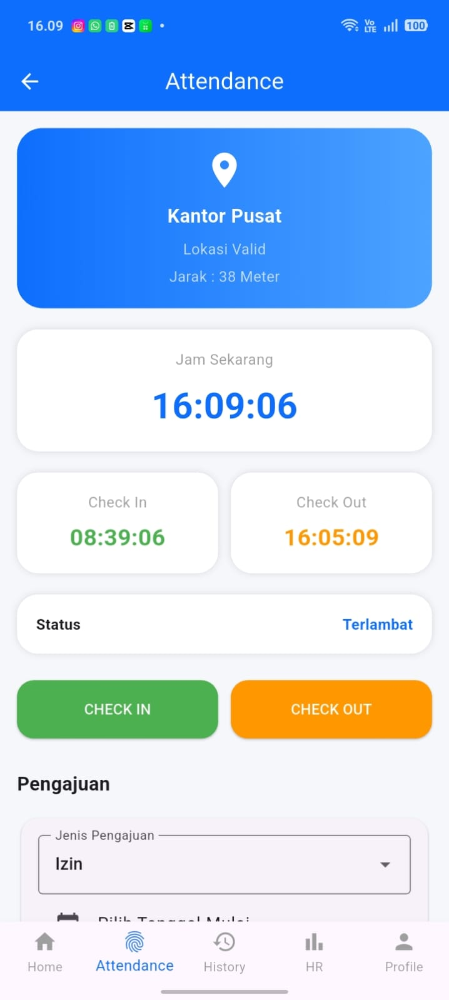 16.09
Vo LTE
100
Attendance
Kantor Pusat
Lokasi Valid
Jarak : 38 Meter
Jam Sekarang
16:09:06
Check In
08:39:06
Check Out
16:05:09
Status
Terlambat
CHECK IN
CHECK OUT
Pengajuan
Jenis Pengajuan
Izin
Pilih Tanggal Mulai
Home
Attendance
History
HR
Profile